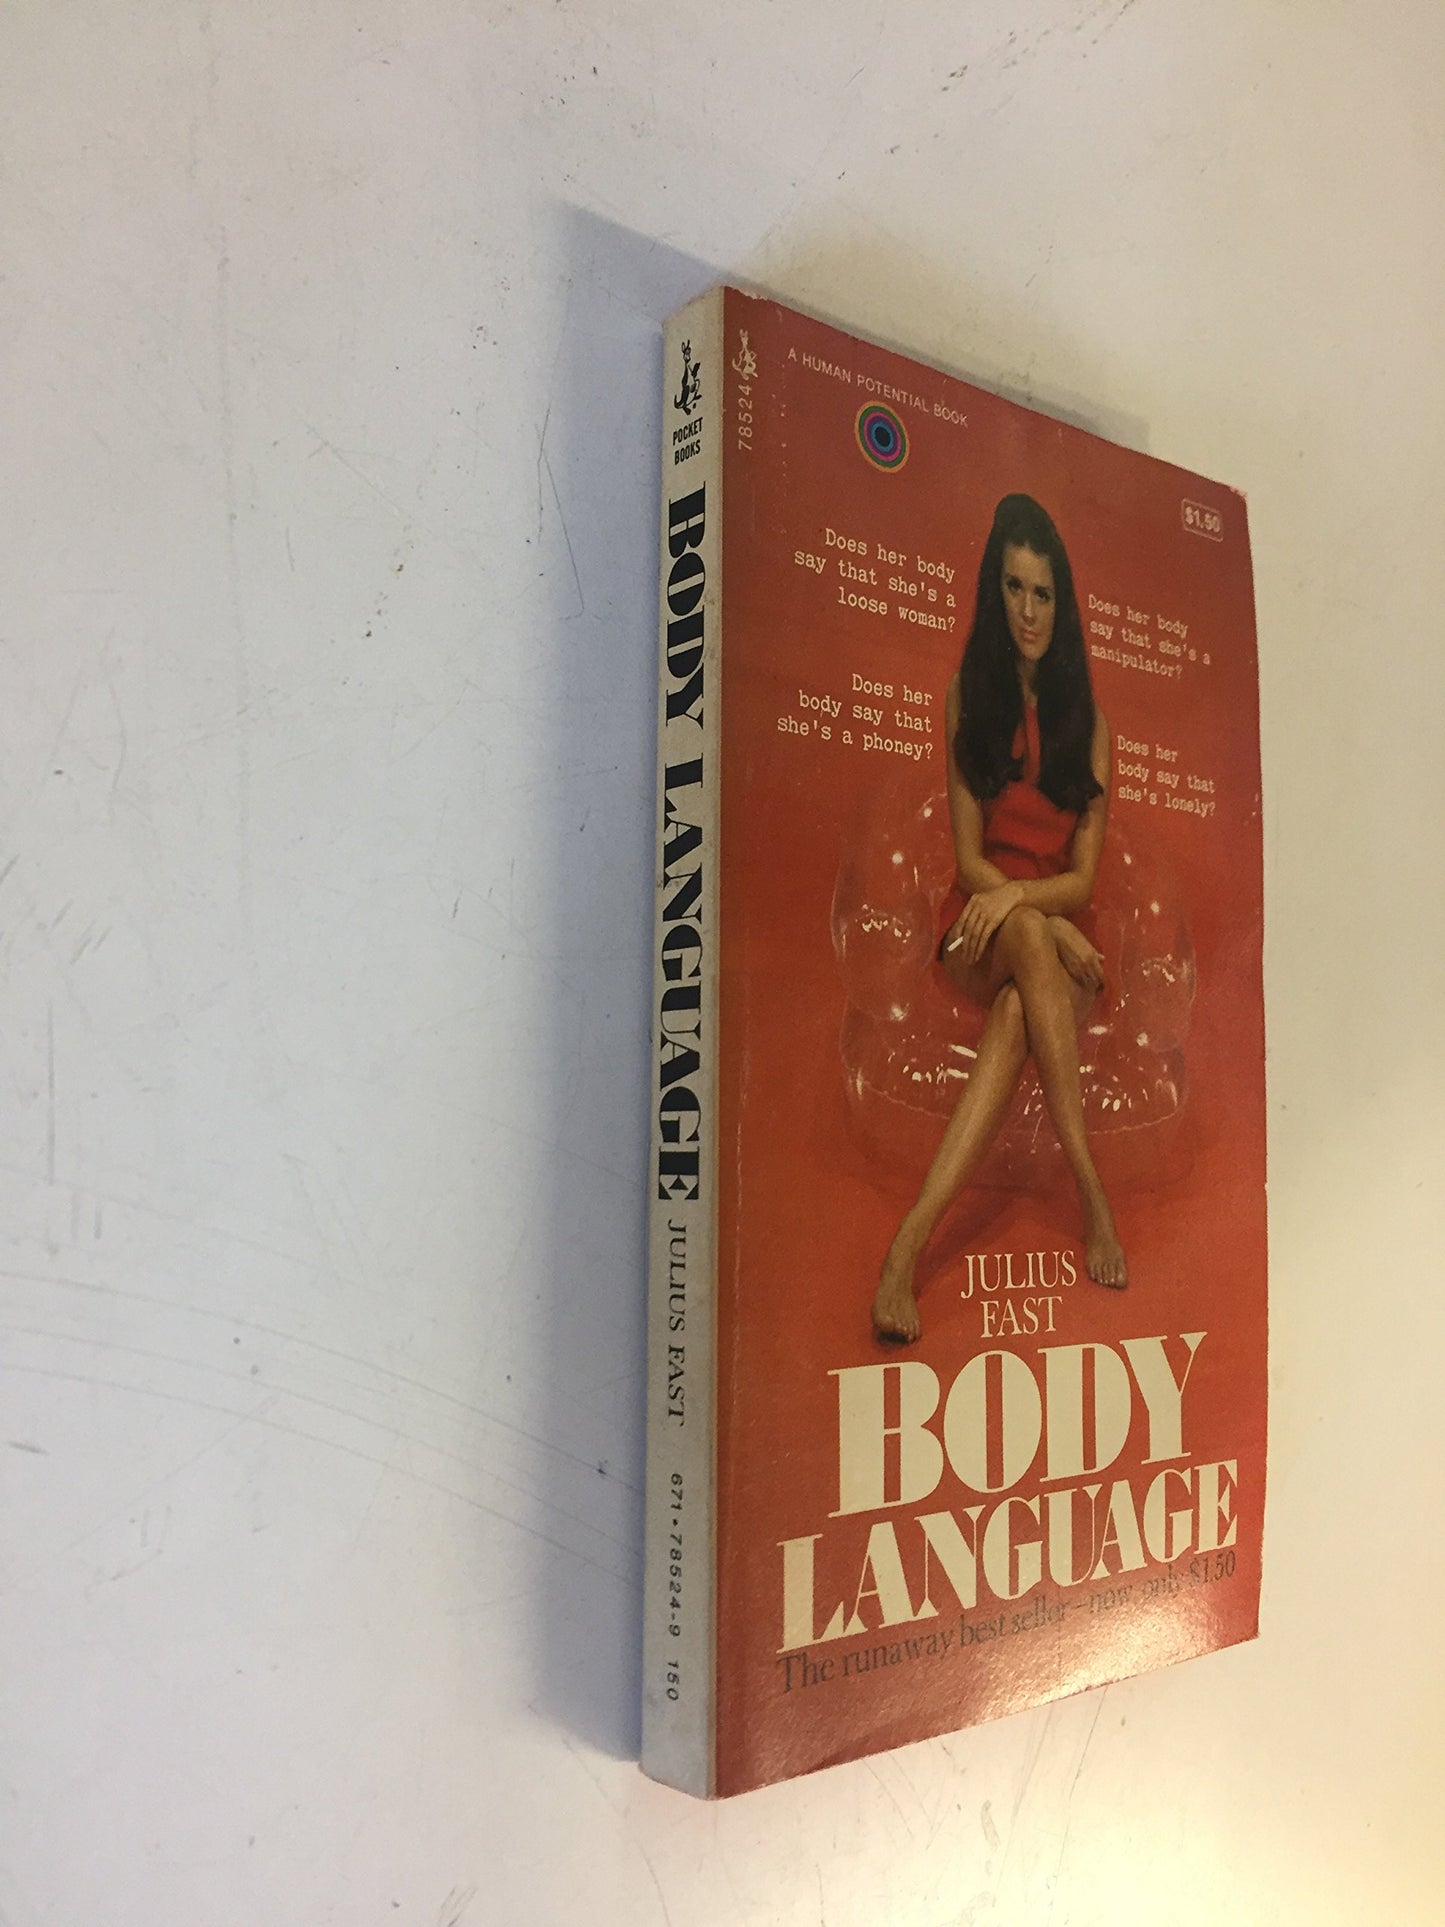 POCKET
BOOKS
BODY LANGUAGE JULIUS FAST 671•78524-9 150
78524
A HUMAN POTENTIAL BOOK
$1.50
Does her body
say that she's a
loose woman?
Does her body
say that she's a
manipulator?
Does her
body say that
she's a phoney?
Does her
body say that
she's lonely?
JULIUS
FAST
BODY
LANGUAGE
The runaway best seller—now only $1.50